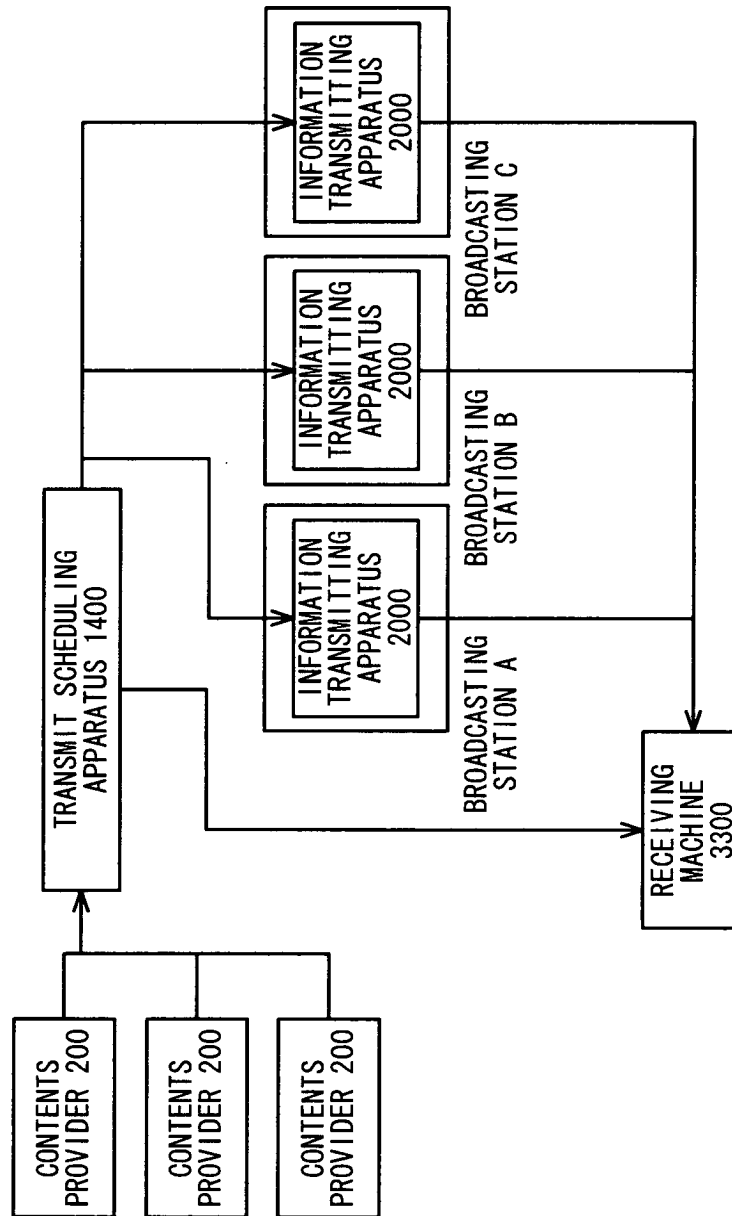 CONTENTS
PROVIDER 200
CONTENTS
PROVIDER 200
CONTENTS
PROVIDER 200
TRANSMIT SCHEDULING
APPARATUS 1400
INFORMATION
TRANSMITTING
APPARATUS
2000
BROADCASTING
STATION A
INFORMATION
TRANSMITTING
APPARATUS
2000
BROADCASTING
STATION B
INFORMATION
TRANSMITTING
APPARATUS
2000
BROADCASTING
STATION C
RECEIVING
MACHINE
3300